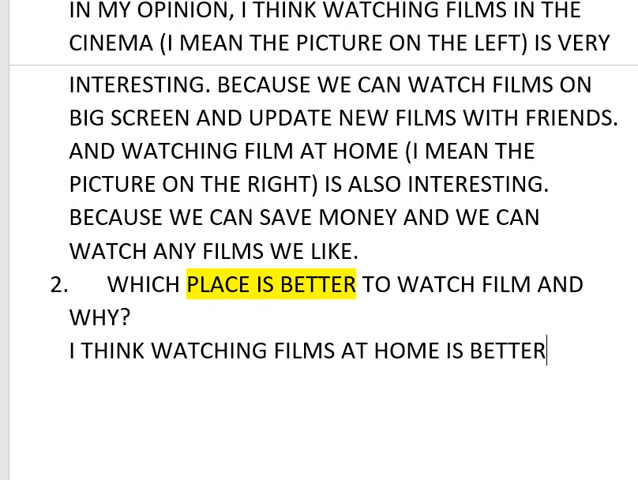 IN MY OPINION, I THINK WATCHING FILMS IN THE
CINEMA (I MEAN THE PICTURE ON THE LEFT) IS VERY
INTERESTING. BECAUSE WE CAN WATCH FILMS ON
BIG SCREEN AND UPDATE NEW FILMS WITH FRIENDS.
AND WATCHING FILM AT HOME (I MEAN THE
PICTURE ON THE RIGHT) IS ALSO INTERESTING.
BECAUSE WE CAN SAVE MONEY AND WE CAN
WATCH ANY FILMS WE LIKE.
2. WHICH PLACE IS BETTER TO WATCH FILM AND
WHY?
I THINK WATCHING FILMS AT HOME IS BETTER